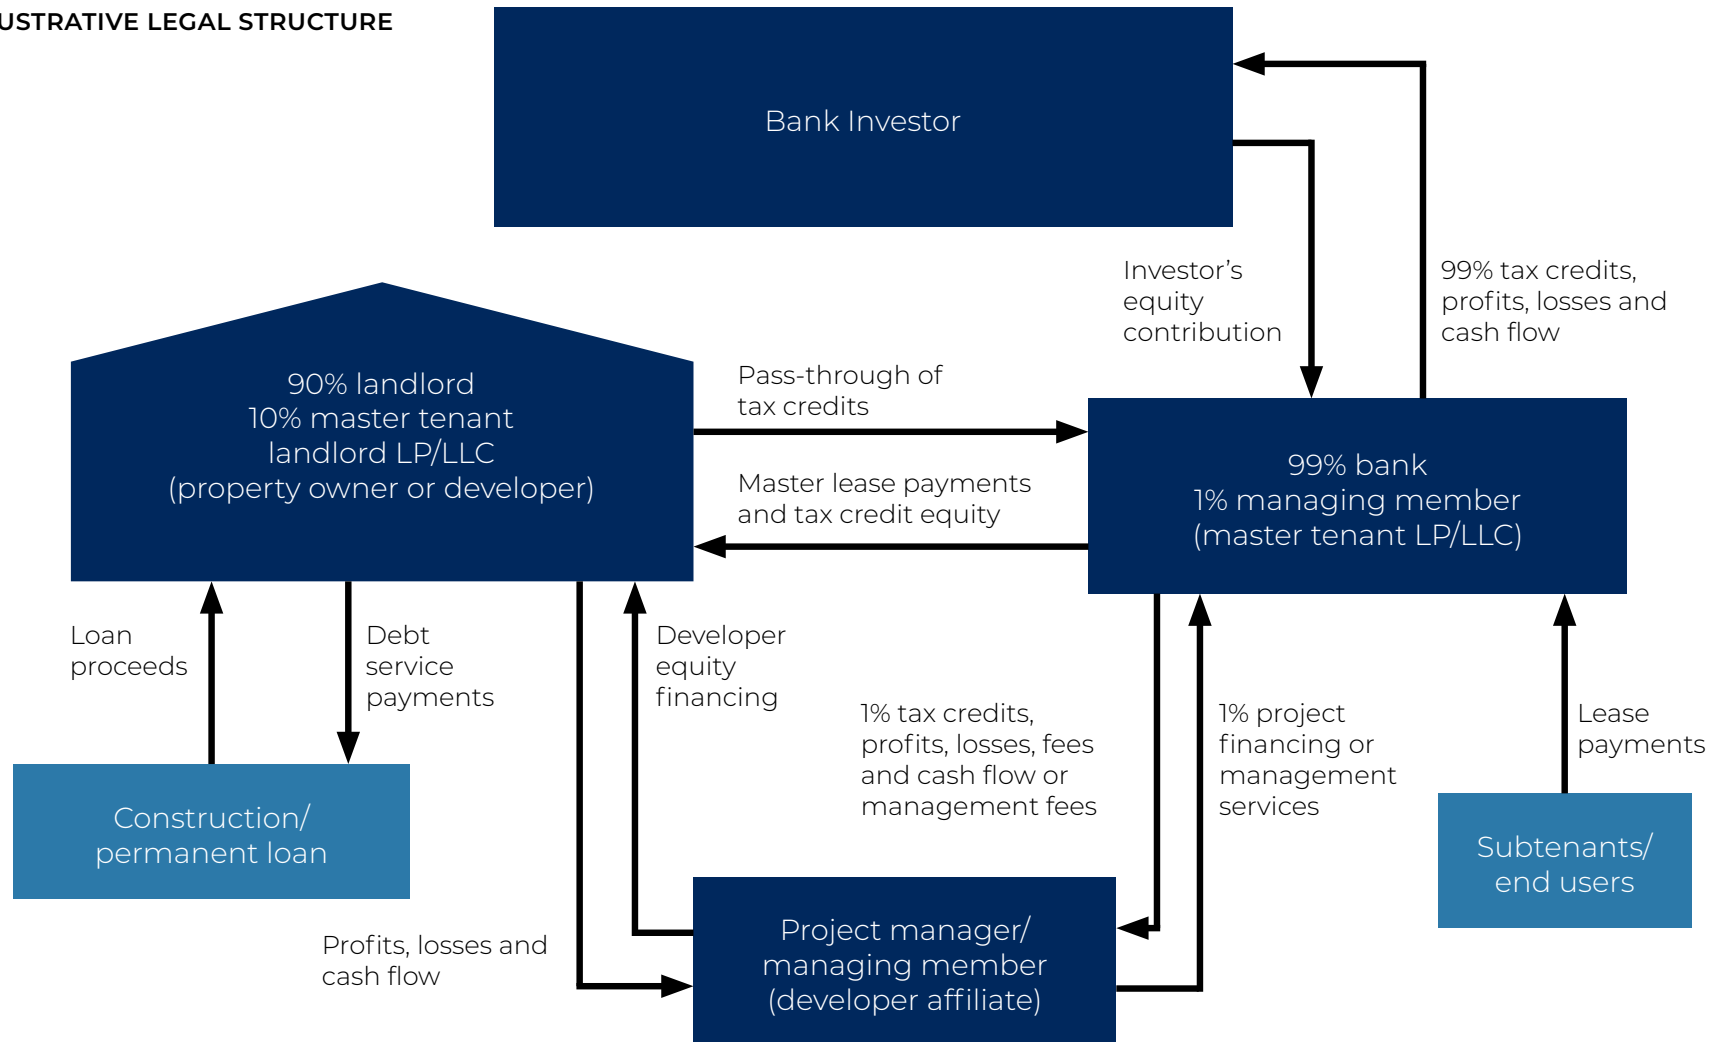 USTRATIVE LEGAL STRUCTURE
Bank Investor
Investor’s
equity
contribution
99% tax credits,
profits, losses and
cash flow
90% landlord
10% master tenant
landlord LP/LLC
(property owner or developer)
Pass-through of
tax credits
Master lease payments
and tax credit equity
99% bank
1% managing member
(master tenant LP/LLC)
Loan
proceeds
Debt
service
payments
Developer
equity
financing
1% tax credits,
profits, losses, fees
and cash flow or
management fees
1% project
financing or
management
services
Lease
payments
Construction/
permanent loan
Subtenants/
end users
Profits, losses and
cash flow
Project manager/
managing member
(developer affiliate)